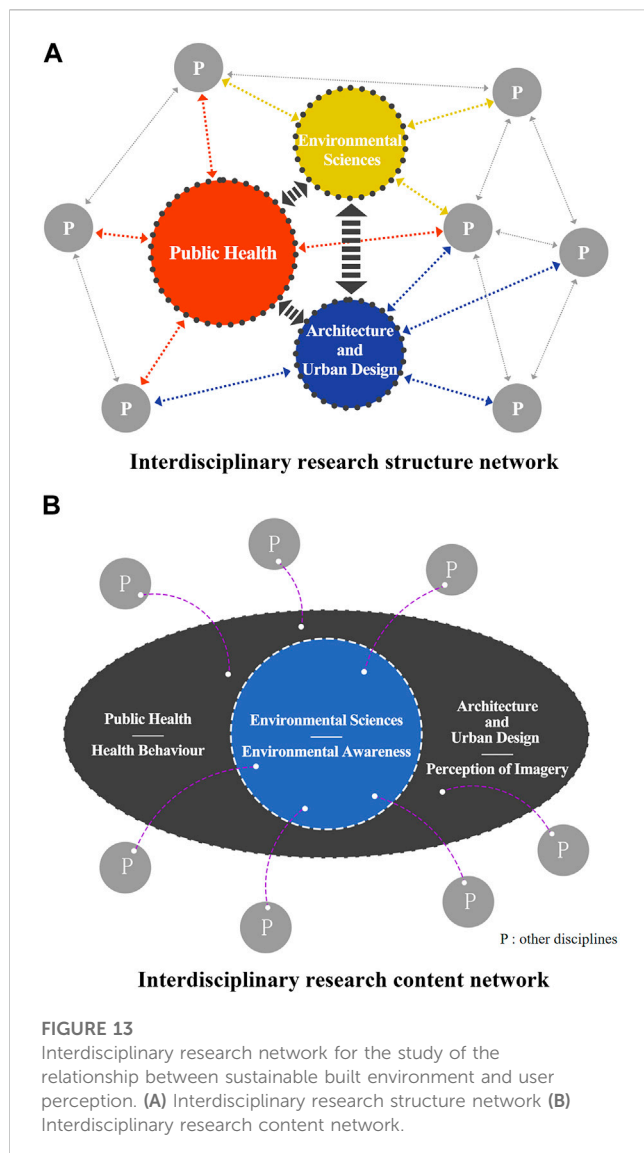 A
P
P
Environmental
Sciences
P
P
Public Health
P
Architecture
and
Urban Design
P
P
Interdisciplinary research structure network
B
P
P
P
Public Health
Health Behaviour
Environmental Sciences
Environmental Awareness
Architecture
and
Urban Design
Perception of Imagery
P
P
P
P
P : other disciplines
Interdisciplinary research content network
FIGURE 13
Interdisciplinary research network for the study of the
relationship between sustainable built environment and user
perception. (A) Interdisciplinary research structure network (B)
Interdisciplinary research content network.